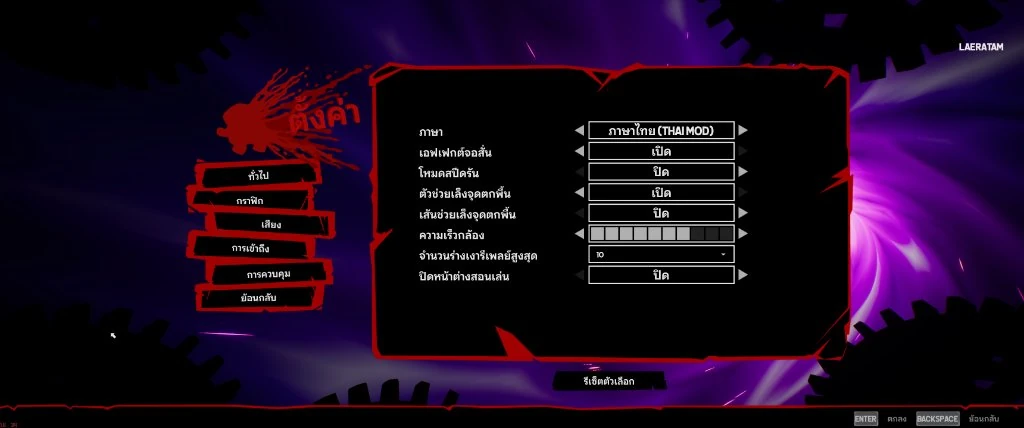 LAERATAM
ตั้งค่า
ทั่วไป
กราฟิก
เสียง
การเข้าถึง
การควบคุม
ย้อนกลับ
ภาษา
ภาษาไทย (THAI MOD)
เอฟเฟกต์จอสั่น
เปิด
โหมดสปีดรัน
ปิด
ตัวช่วยเล็งจุดตกพื้น
เปิด
เส้นช่วยเล็งจุดตกพื้น
ปิด
ความเร็วกล้อง
จำนวนร่างเงารีเพลย์สูงสุด
10
ปิดหน้าต่างสอนเล่น
ปิด
รีเซ็ตตัวเลือก
ENTER ตกลง BACKSPACE ย้อนกลับ